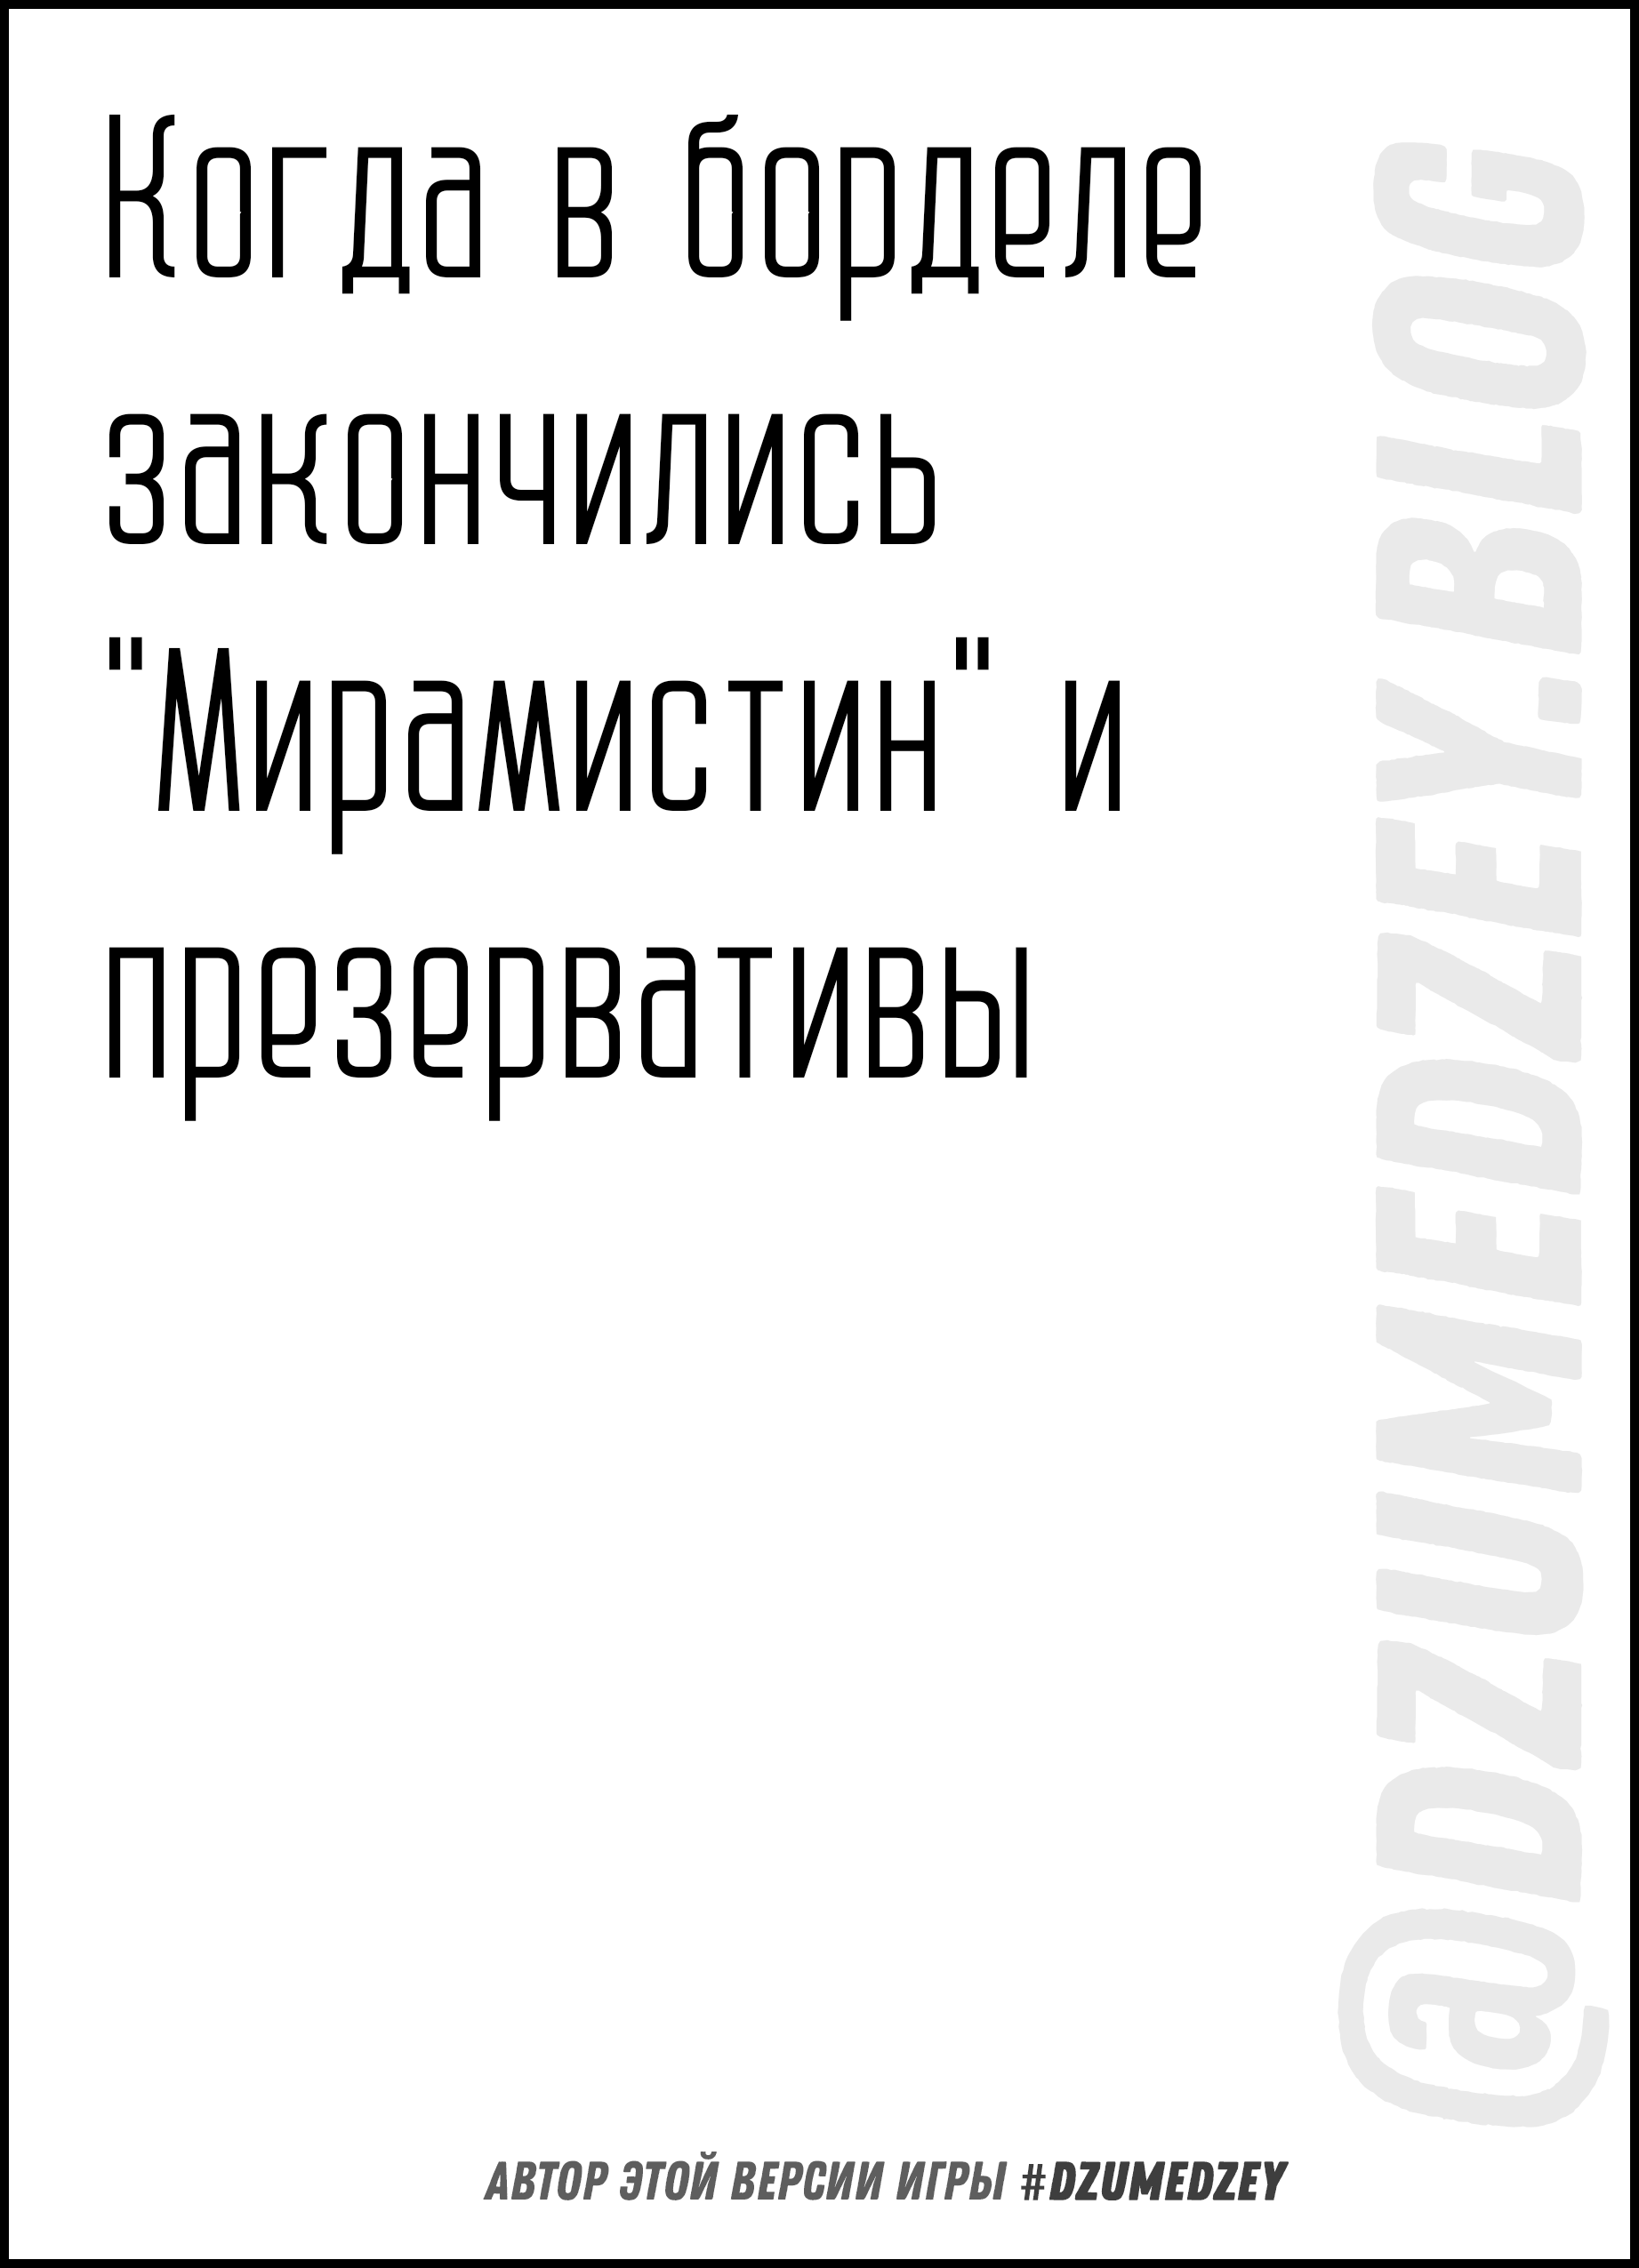 Когда в борделе
закончились
"Мирамистин" и
презервативы
@DZUMEDZEY.BLOG
АВТОР ЭТОЙ ВЕРСИИ ИГРЫ #DZUMEDZEY